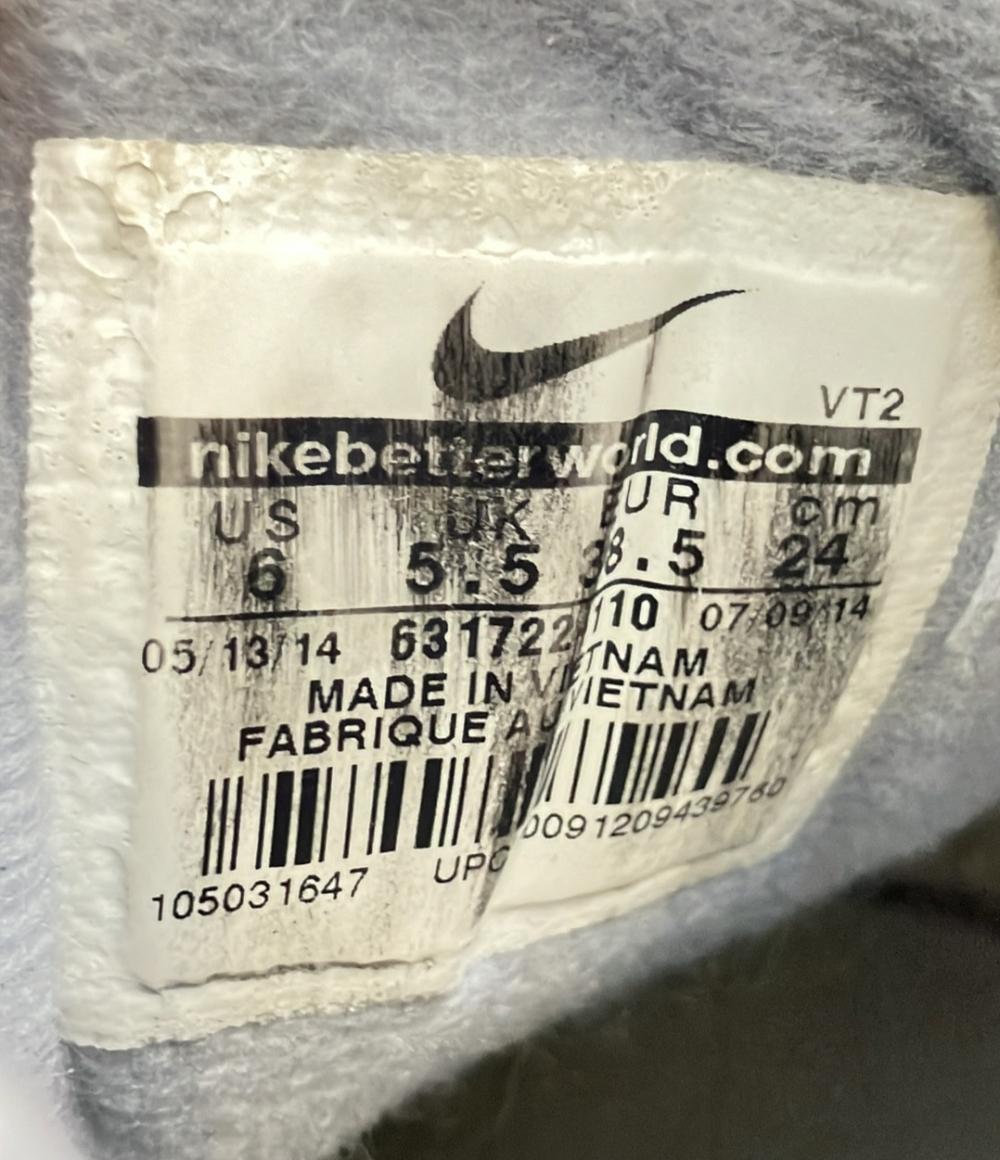 VT2
nikebetterworld.com
US UK EUR cm
6 5.5 38.5 24
05/13/14 631722 110 07/09/14
MADE IN VIETNAM
FABRIQUE AU VIETNAM
105031647 UPC 0091209439760